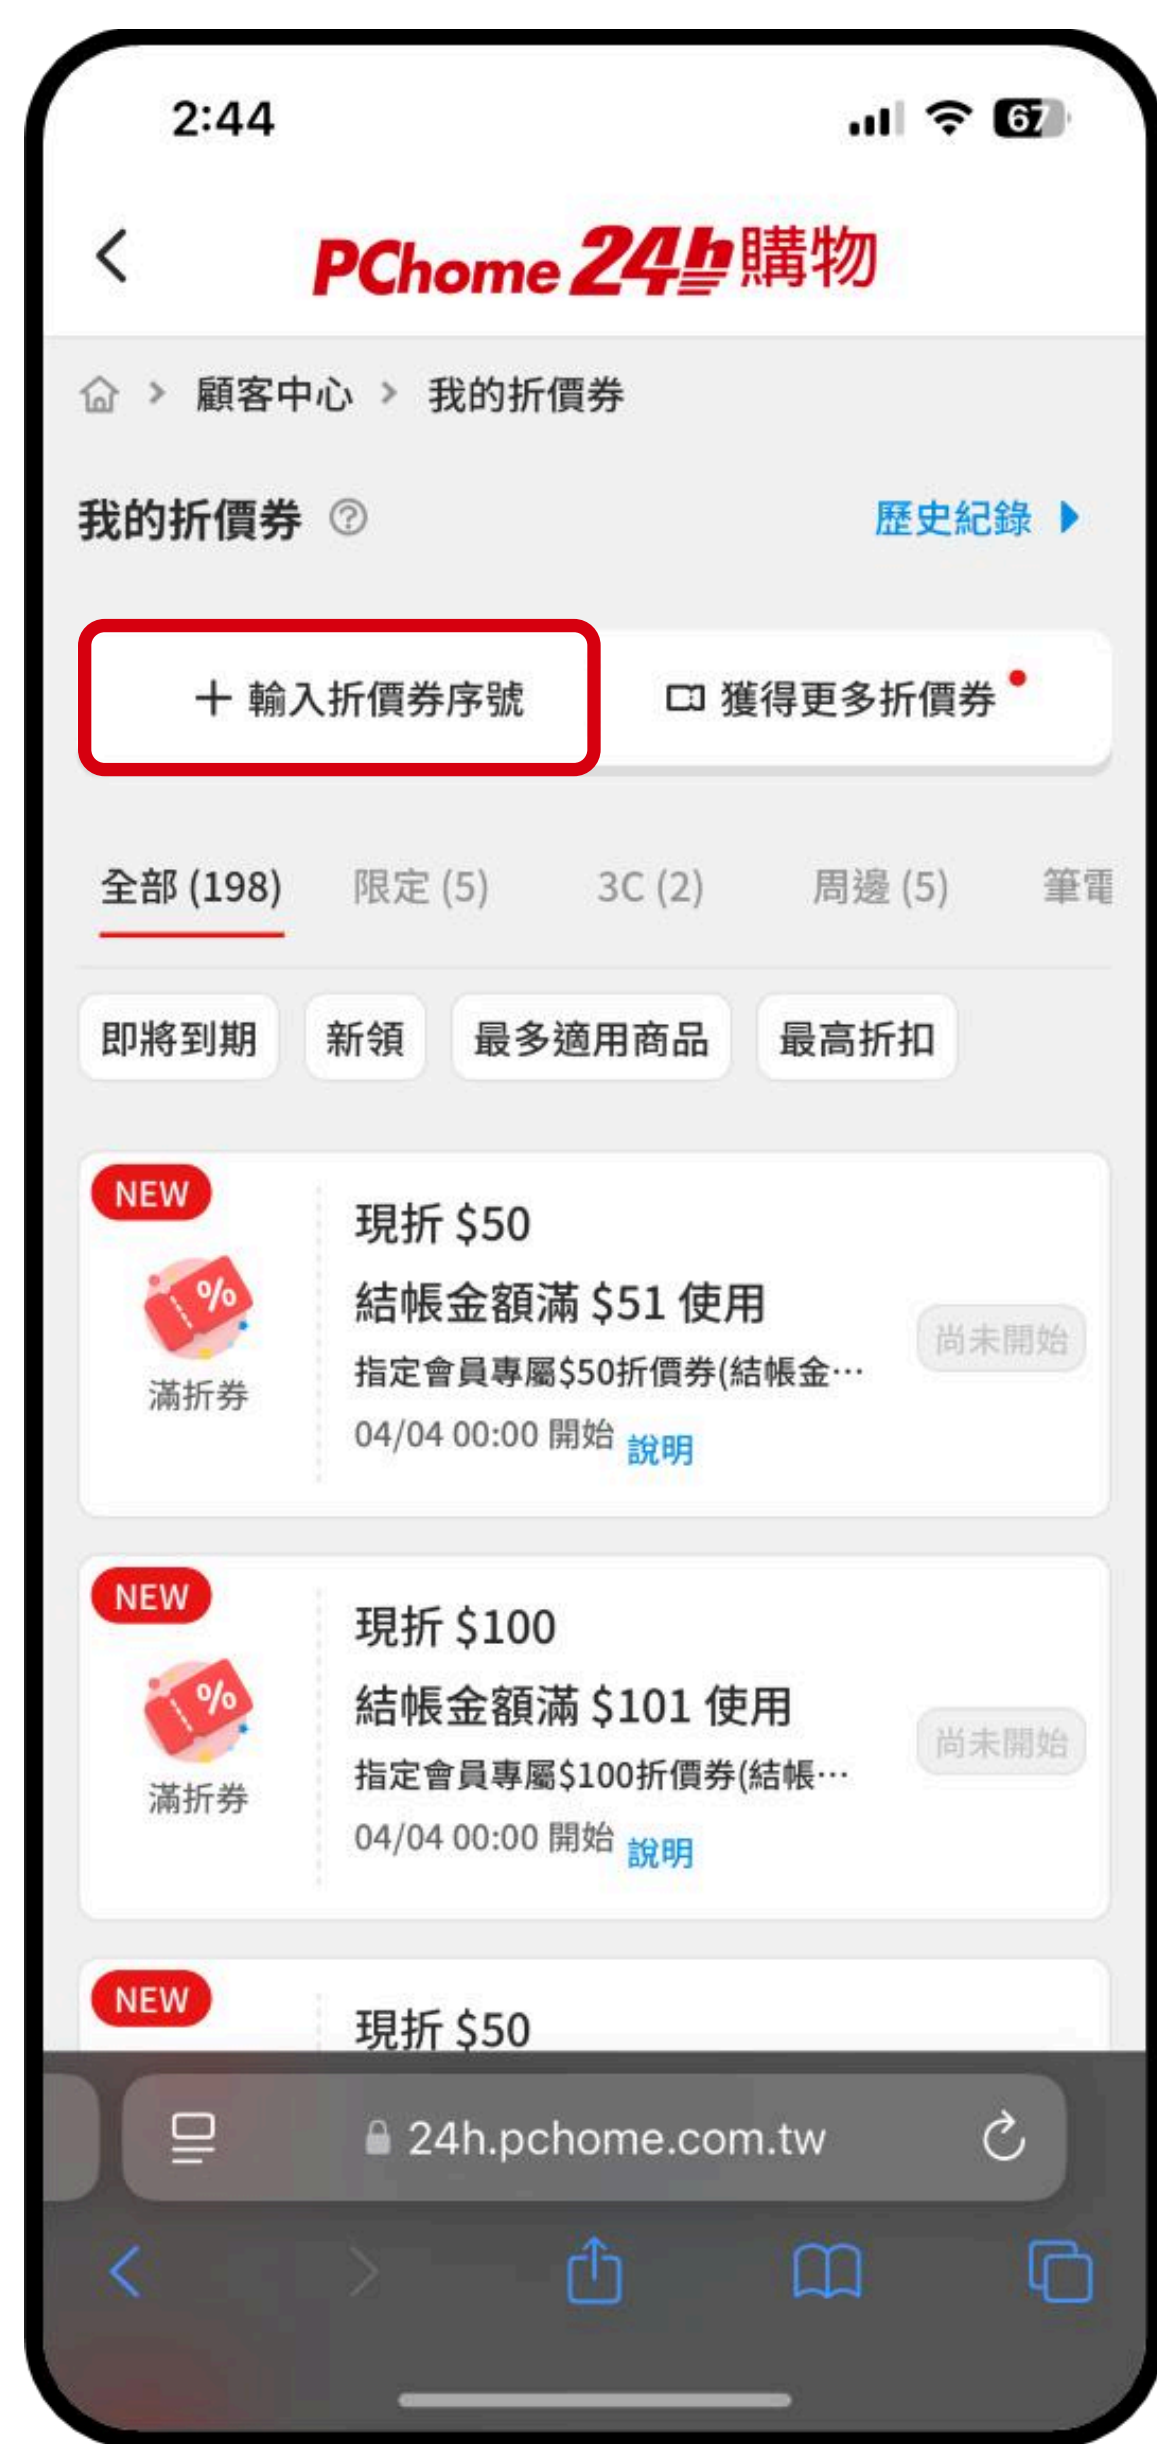 2:44
67
PChome 24h購物
顧客中心 > 我的折價券
我的折價券 ?
歷史紀錄
+ 輸入折價券序號
獲得更多折價券
全部 (198) 限定 (5) 3C (2) 周邊 (5) 筆電
即將到期 新領 最多適用商品 最高折扣
NEW
%
滿折券
現折 $50
結帳金額滿 $51 使用
指定會員專屬$50折價券(結帳金…
04/04 00:00 開始 說明
尚未開始
NEW
%
滿折券
現折 $100
結帳金額滿 $101 使用
指定會員專屬$100折價券(結帳…
04/04 00:00 開始 說明
尚未開始
NEW
現折 $50
24h.pchome.com.tw